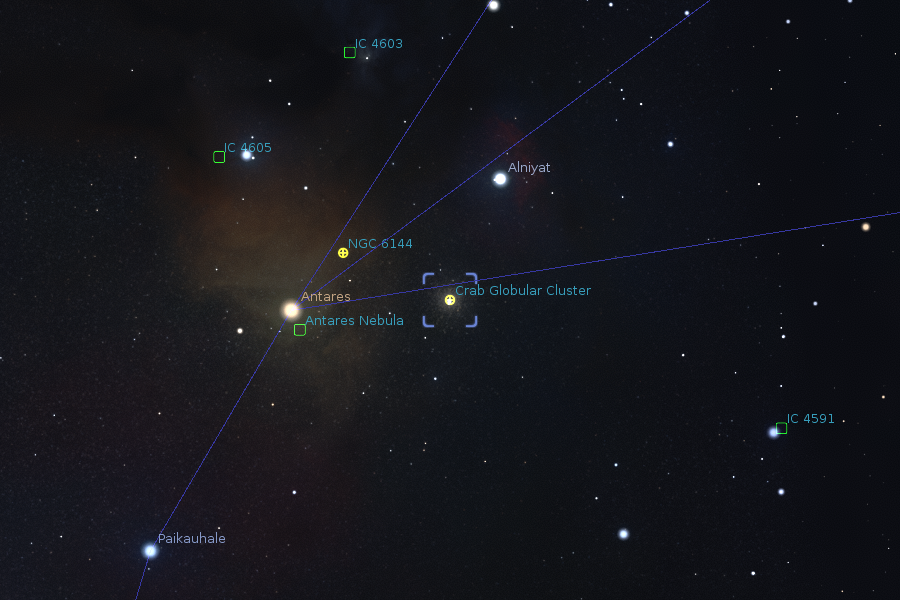 IC 4603
IC 4605
Alniyat
NGC 6144
Crab Globular Cluster
Antares
Antares Nebula
IC 4591
Paikauhale